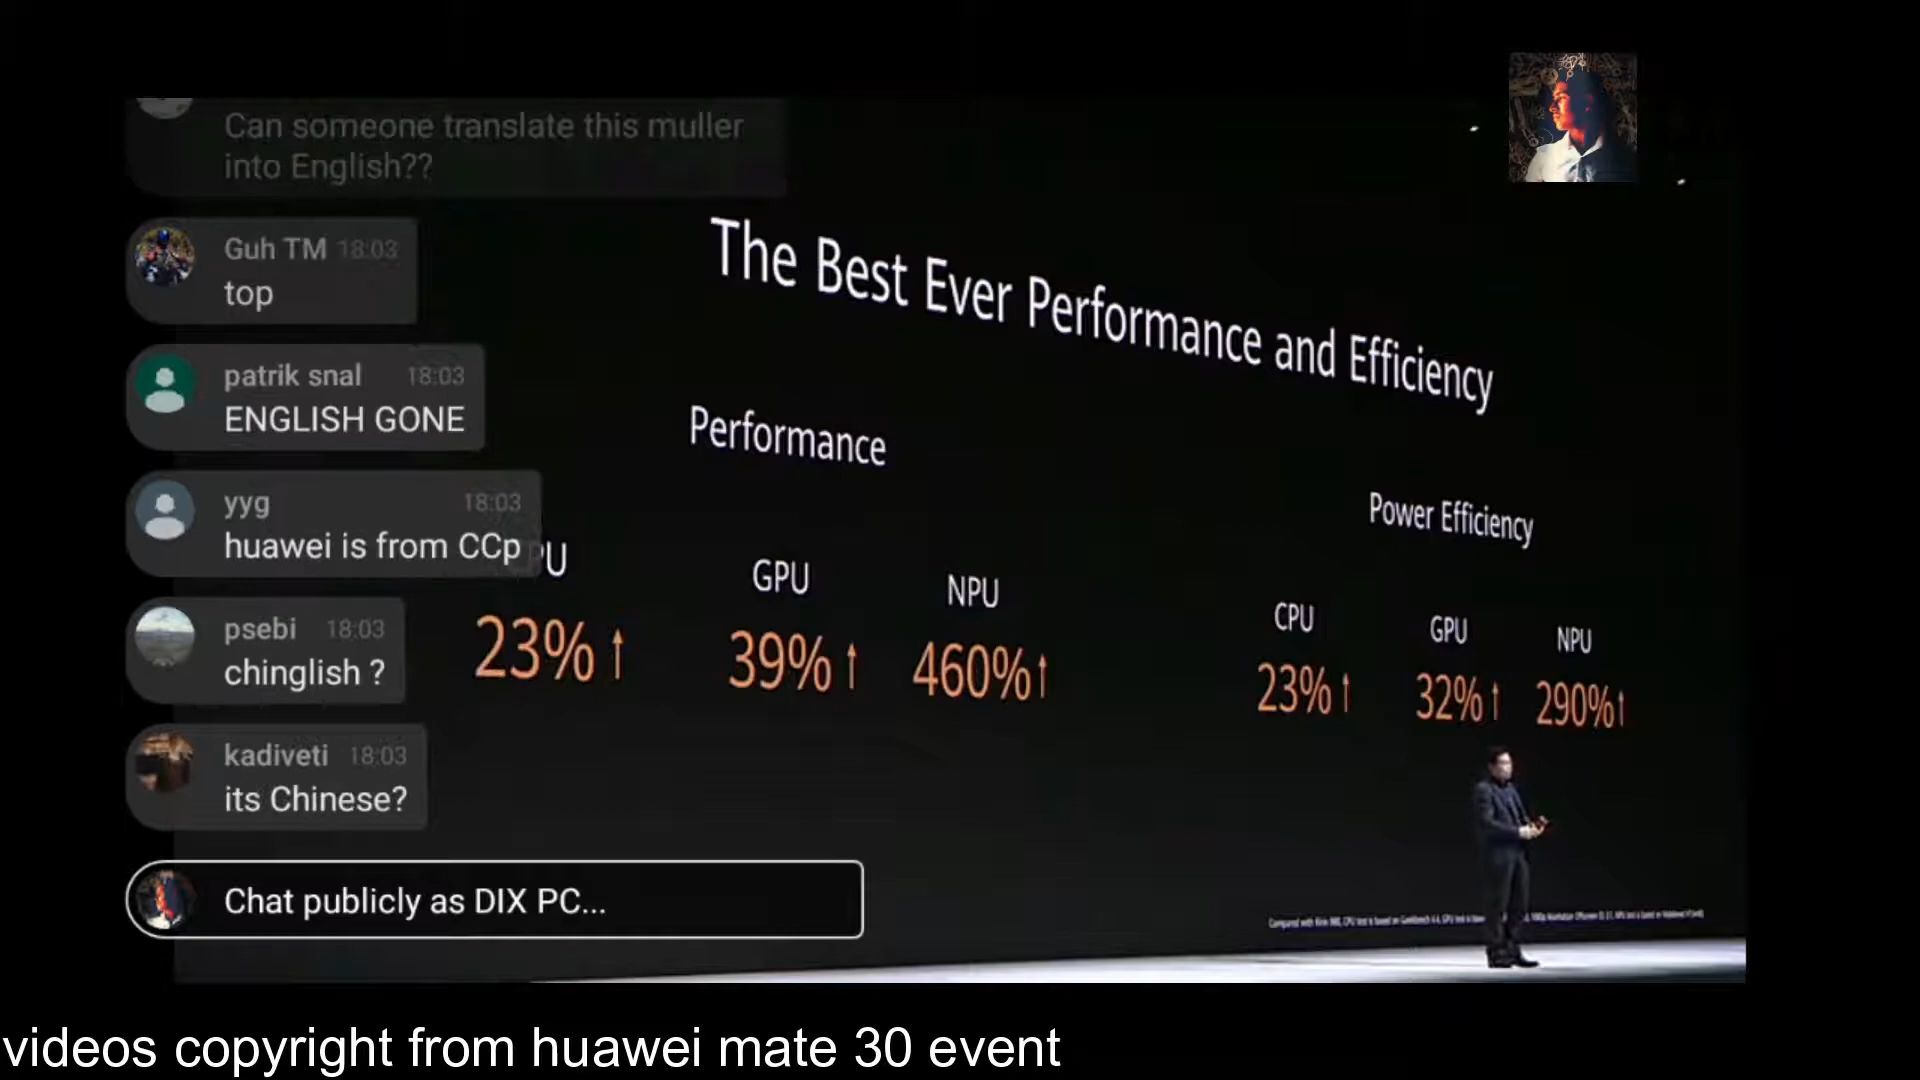 Can someone translate this muller
into English??
Guh TM 18:03
top
patrik snal 18:03
ENGLISH GONE
yyg 18:03
huawei is from CCp
psebi 18:03
chinglish ?
kadiveti 18:03
its Chinese?
Chat publicly as DIX PC...
The Best Ever Performance and Efficiency
Performance
PU GPU NPU
23%↑ 39%↑ 460%↑
Power Efficiency
CPU GPU NPU
23%↑ 32%↑ 290%↑
videos copyright from huawei mate 30 event